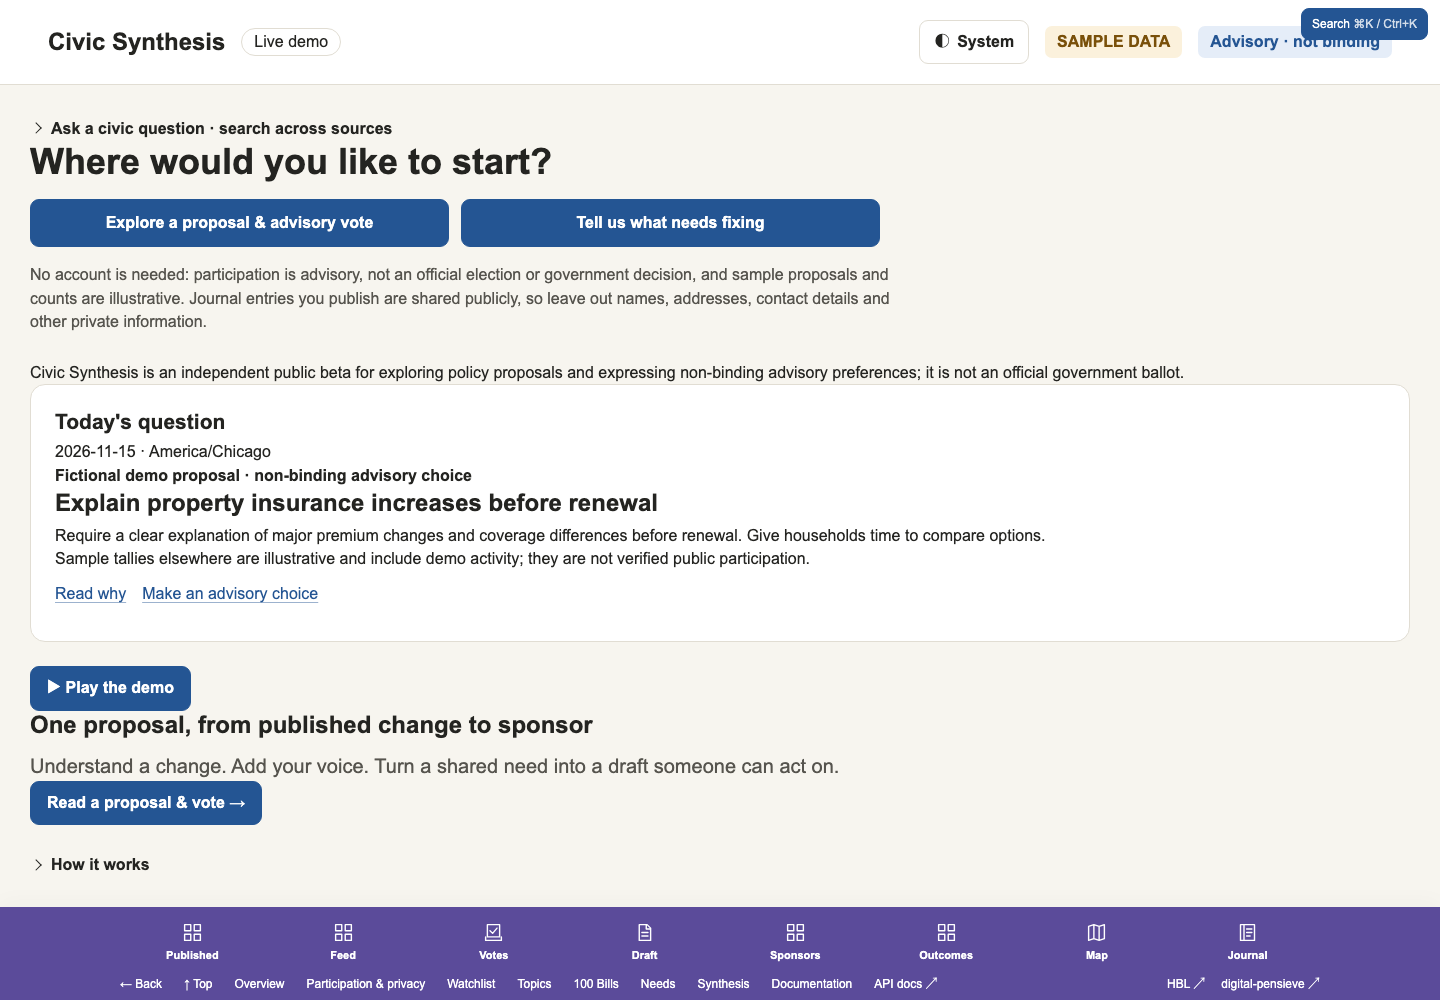 Civic Synthesis
Live demo
System
SAMPLE DATA
Advisory · not binding
Search ⌘K / Ctrl+K
Ask a civic question · search across sources
Where would you like to start?
Explore a proposal & advisory vote
Tell us what needs fixing
No account is needed: participation is advisory, not an official election or government decision, and sample proposals and
counts are illustrative. Journal entries you publish are shared publicly, so leave out names, addresses, contact details and
other private information.
Civic Synthesis is an independent public beta for exploring policy proposals and expressing non-binding advisory preferences; it is not an official government ballot.
Today's question
2026-11-15 · America/Chicago
Fictional demo proposal · non-binding advisory choice
Explain property insurance increases before renewal
Require a clear explanation of major premium changes and coverage differences before renewal. Give households time to compare options.
Sample tallies elsewhere are illustrative and include demo activity; they are not verified public participation.
Read why Make an advisory choice
▶ Play the demo
One proposal, from published change to sponsor
Understand a change. Add your voice. Turn a shared need into a draft someone can act on.
Read a proposal & vote →
How it works
Published Feed Votes Draft Sponsors Outcomes Map Journal
← Back ↑ Top Overview Participation & privacy Watchlist Topics 100 Bills Needs Synthesis Documentation API docs ↗ HBL ↗ digital-pensieve ↗